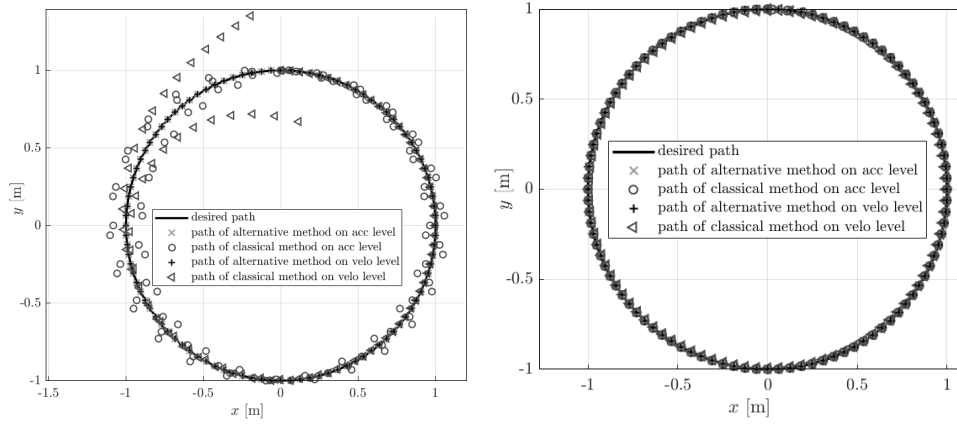 1
0.5
0
-0.5
-1
y [m]
desired path
path of alternative method on acc level
path of classical method on acc level
path of alternative method on velo level
path of classical method on velo level
-1.5
-1
-0.5
0
0.5
1
x [m]
1
0.5
0
-0.5
-1
y [m]
desired path
path of alternative method on acc level
path of classical method on acc level
path of alternative method on velo level
path of classical method on velo level
-1
-0.5
0
0.5
1
x [m]